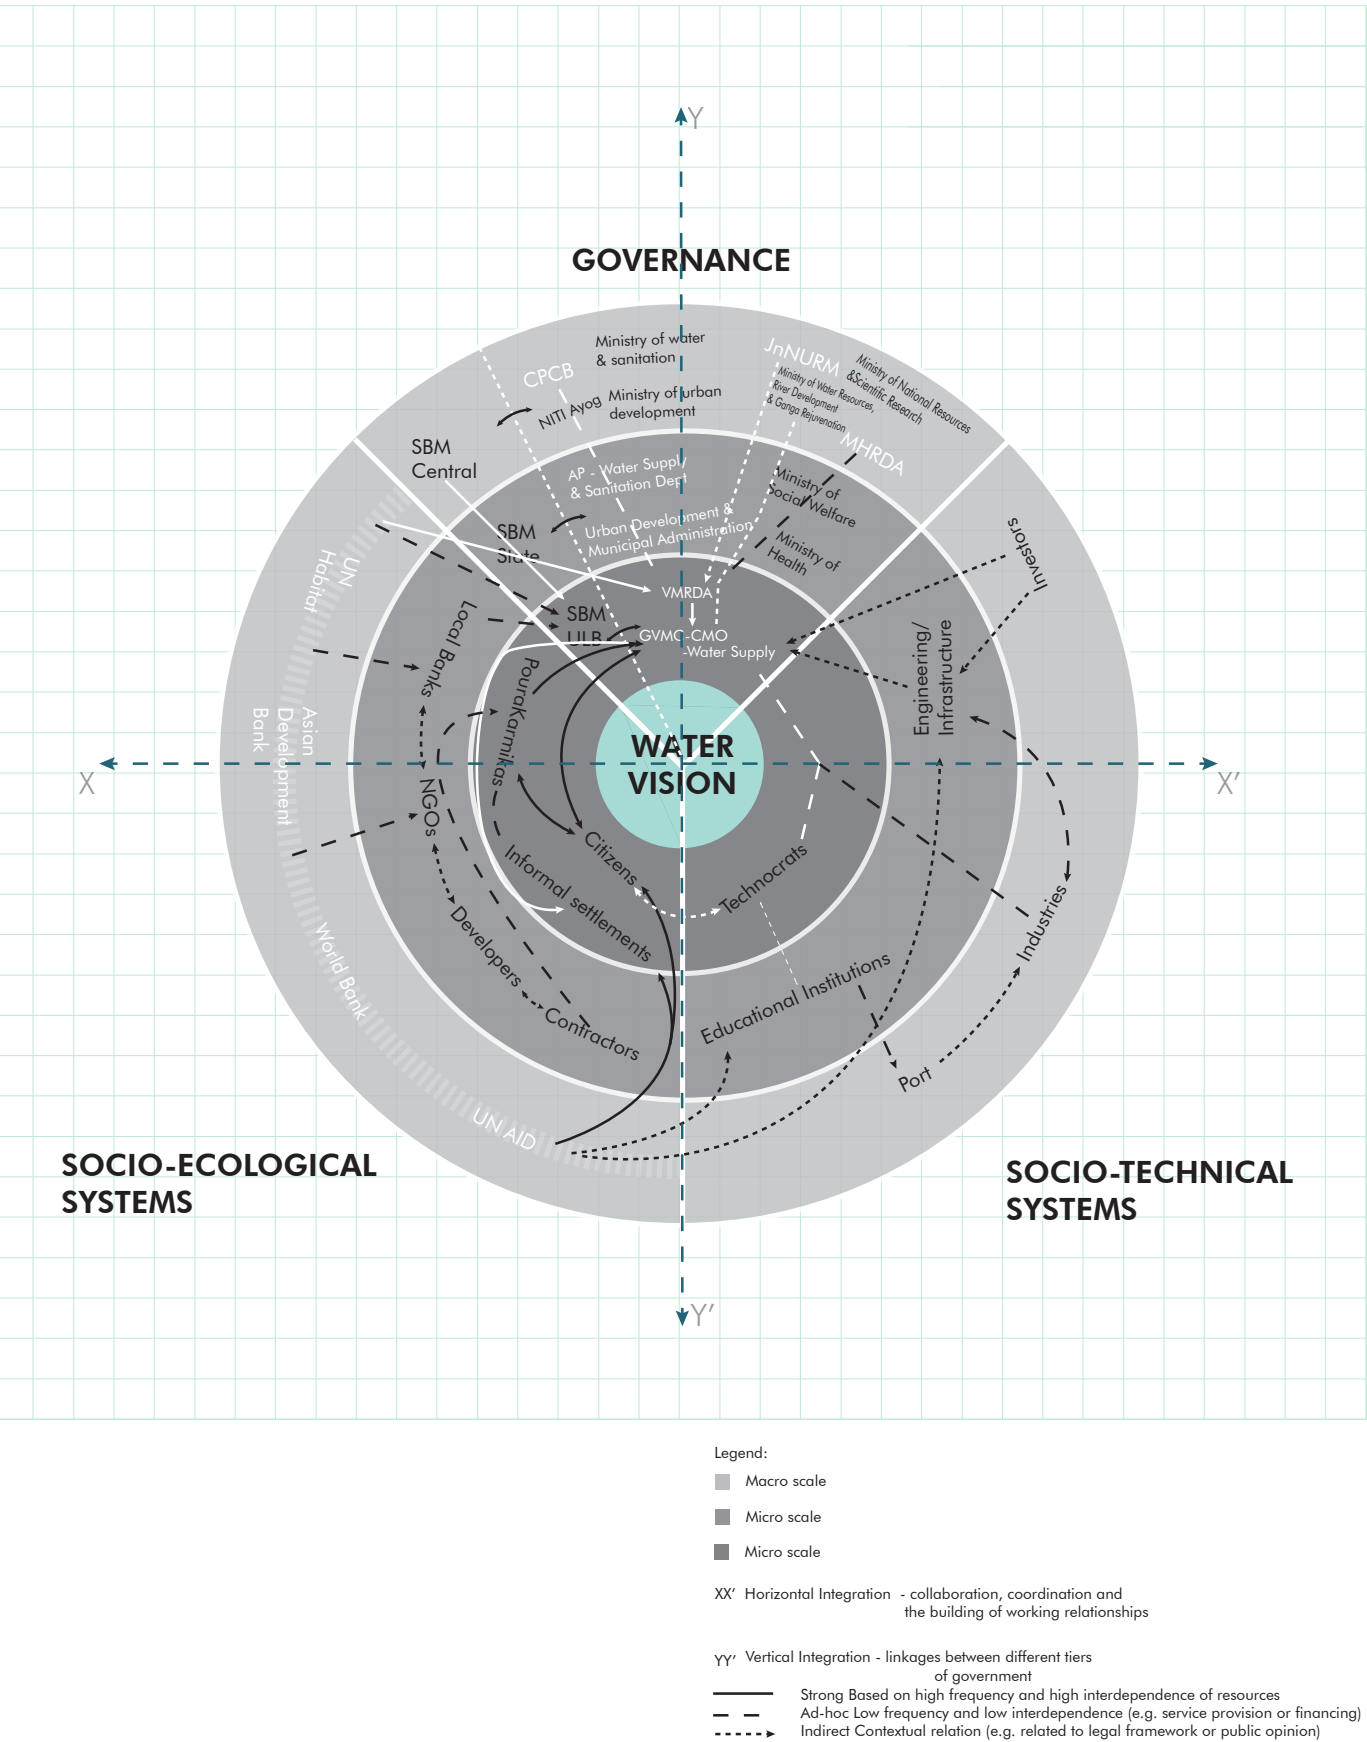 Y
GOVERNANCE
Ministry of water
& sanitation
CPCB
NITI Ayog
Ministry of urban
development
JnNURM
Ministry of Water Resources,
River Development
& Ganga Rejuvenation
Ministry of National Resources
&Scientific Research
MHRDA
SBM
Central
AP - Water Supply
& Sanitation Dept
Urban Development &
Municipal Administration
Ministry of
Social Welfare
Ministry of
Health
SBM
State
SBM
ULB
VMRDA
GVMC-CMO
-Water Supply
UN
Habitat
Local Banks
PouraKarmikas
Asian
Development
Bank
NGOs
Investors
Engineering/
Infrastructure
WATER
VISION
X
X'
Citizens
Informal settlements
Technocrats
Developers
Contractors
World Bank
UN AID
Educational Institutions
Industries
Port
SOCIO-ECOLOGICAL
SYSTEMS
SOCIO-TECHNICAL
SYSTEMS
Y'
Legend:
Macro scale
Micro scale
Micro scale
XX' Horizontal Integration - collaboration, coordination and
the building of working relationships
YY' Vertical Integration - linkages between different tiers
of government
Strong Based on high frequency and high interdependence of resources
Ad-hoc Low frequency and low interdependence (e.g. service provision or financing)
Indirect Contextual relation (e.g. related to legal framework or public opinion)